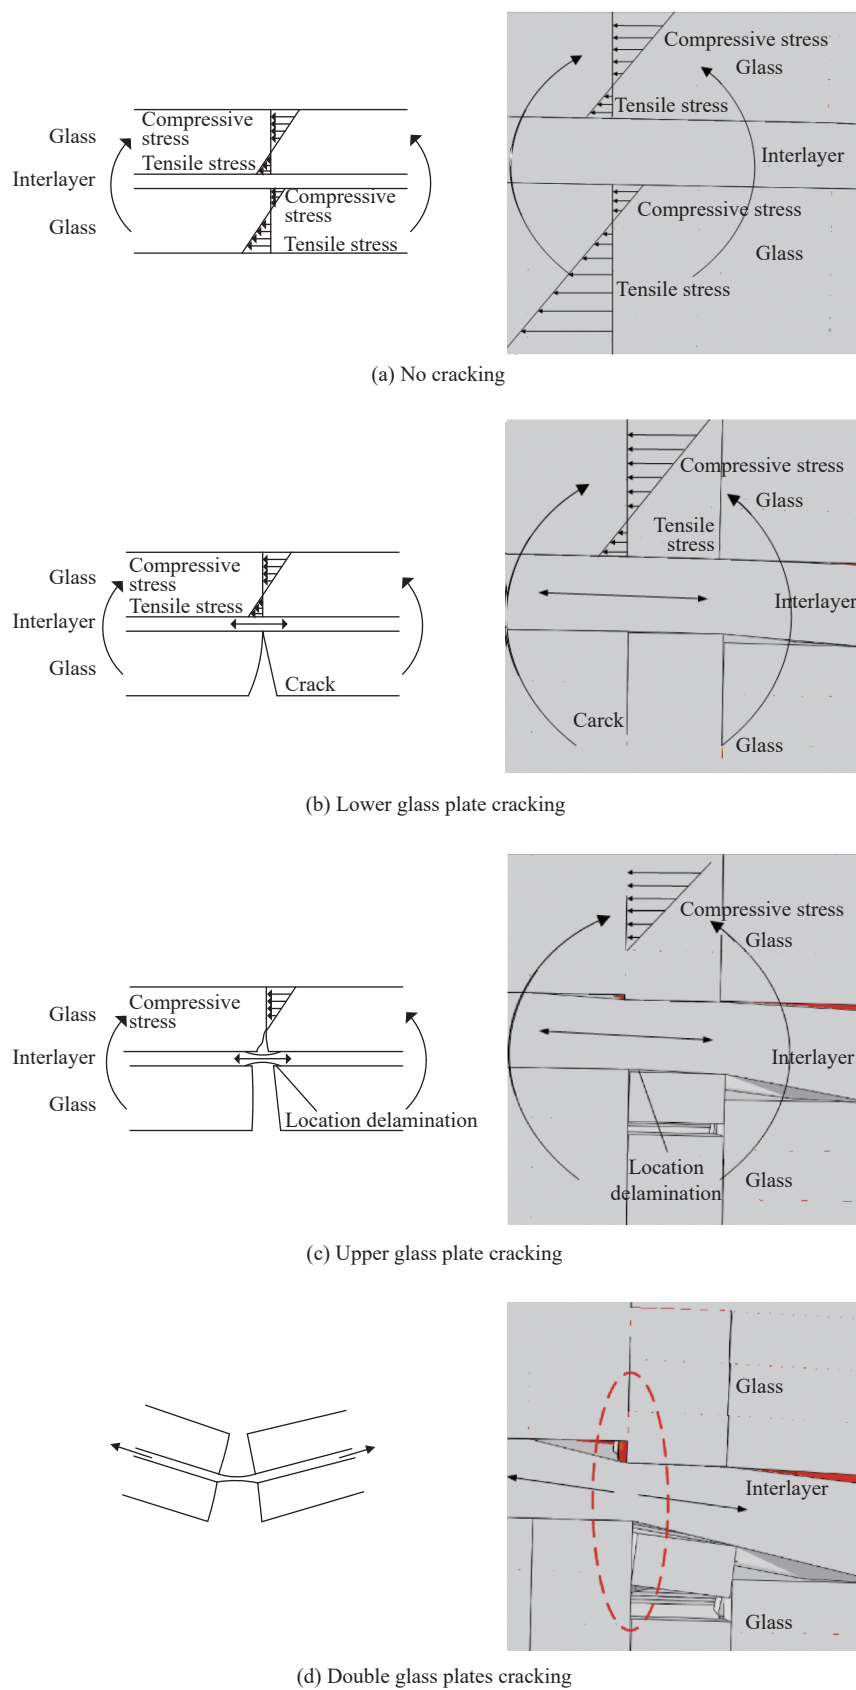 Compressive
stress
Tensile stress
Glass
Interlayer
Glass
Compressive
stress
Tensile stress
Compressive stress
Glass
Tensile stress
Interlayer
Compressive stress
Glass
Tensile stress
(a) No cracking
Compressive
stress
Tensile stress
Glass
Interlayer
Glass
Crack
Compressive stress
Glass
Tensile
stress
Interlayer
Carck
Glass
(b) Lower glass plate cracking
Compressive
stress
Glass
Interlayer
Glass
Location delamination
Compressive stress
Glass
Interlayer
Location
delamination
Glass
(c) Upper glass plate cracking
Glass
Interlayer
Glass
(d) Double glass plates cracking